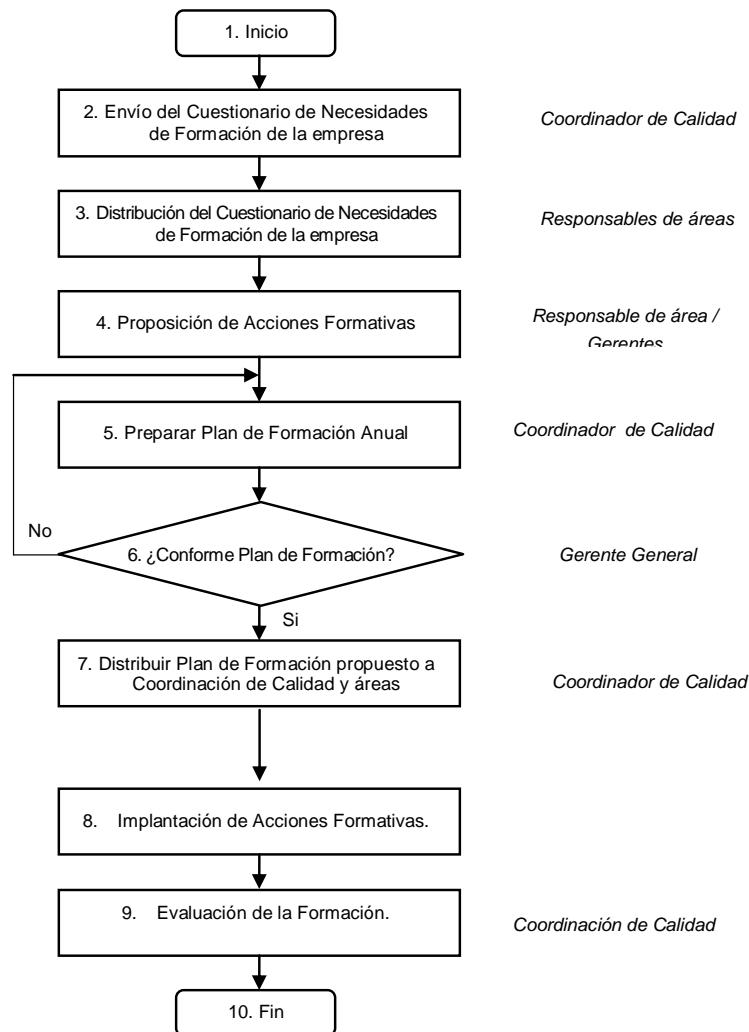 1. Inicio
2. Envío del Cuestionario de Necesidades
de Formación de la empresa
Coordinador de Calidad
3. Distribución del Cuestionario de Necesidades
de Formación de la empresa
Responsables de áreas
4. Proposición de Acciones Formativas
Responsable de área /
Gerentes
5. Preparar Plan de Formación Anual
Coordinador de Calidad
No
6. ¿Conforme Plan de Formación?
Gerente General
Si
7. Distribuir Plan de Formación propuesto a
Coordinación de Calidad y áreas
Coordinador de Calidad
8. Implantación de Acciones Formativas.
9. Evaluación de la Formación.
Coordinación de Calidad
10. Fin